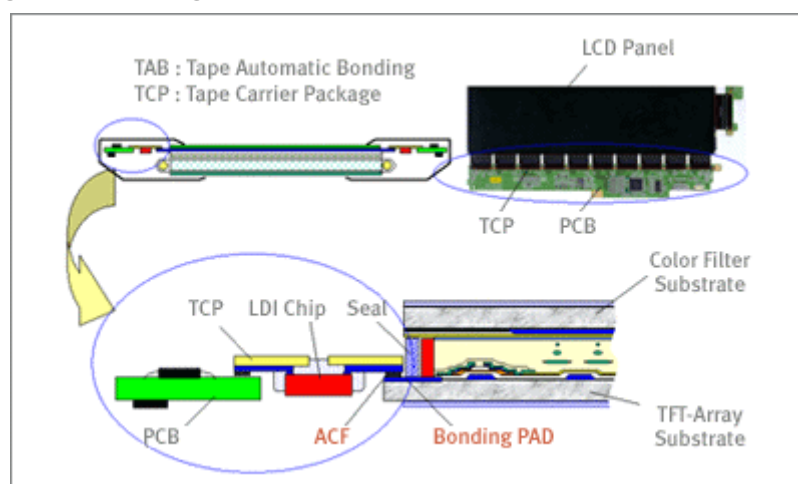 TAB : Tape Automatic Bonding
TCP : Tape Carrier Package
LCD Panel
TCP
PCB
Color Filter
Substrate
TCP
LDI Chip
Seal
PCB
ACF
Bonding PAD
TFT-Array
Substrate